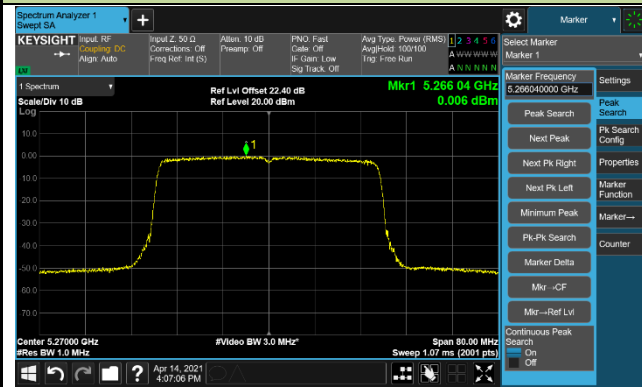 Spectrum Analyzer 1
Swept SA
+
Marker
KEYSIGHT
Input: RF
Coupling: DC
Align: Auto
Input Z: 50 Ω
Corrections: Off
Freq Ref: Int (S)
Atten: 10 dB
Preamp: Off
PNO: Fast
Gate: Off
IF Gain: Low
Sig Track: Off
Avg Type: Power (RMS)
Avg|Hold: 100/100
Trig: Free Run
1 2 3 4 5 6
A W W W W W
A N N N N N
LXI
Select Marker
Marker 1
1 Spectrum
Scale/Div 10 dB
Log
Ref Lvl Offset 22.40 dB
Ref Level 20.00 dBm
Mkr1 5.266 04 GHz
0.006 dBm
10.0
0.00
1
-10.0
-20.0
-30.0
-40.0
-50.0
-60.0
-70.0
Center 5.27000 GHz
#Res BW 1.0 MHz
#Video BW 3.0 MHz*
Span 80.00 MHz
Sweep 1.07 ms (2001 pts)
Marker Frequency
5.266040000 GHz
Peak Search
Next Peak
Next Pk Right
Next Pk Left
Minimum Peak
Pk-Pk Search
Marker Delta
Mkr→CF
Mkr→Ref Lvl
Continuous Peak
Search
On
Off
Settings
Peak
Search
Pk Search
Config
Properties
Marker
Function
Marker→
Counter
?
Apr 14, 2021
4:07:06 PM